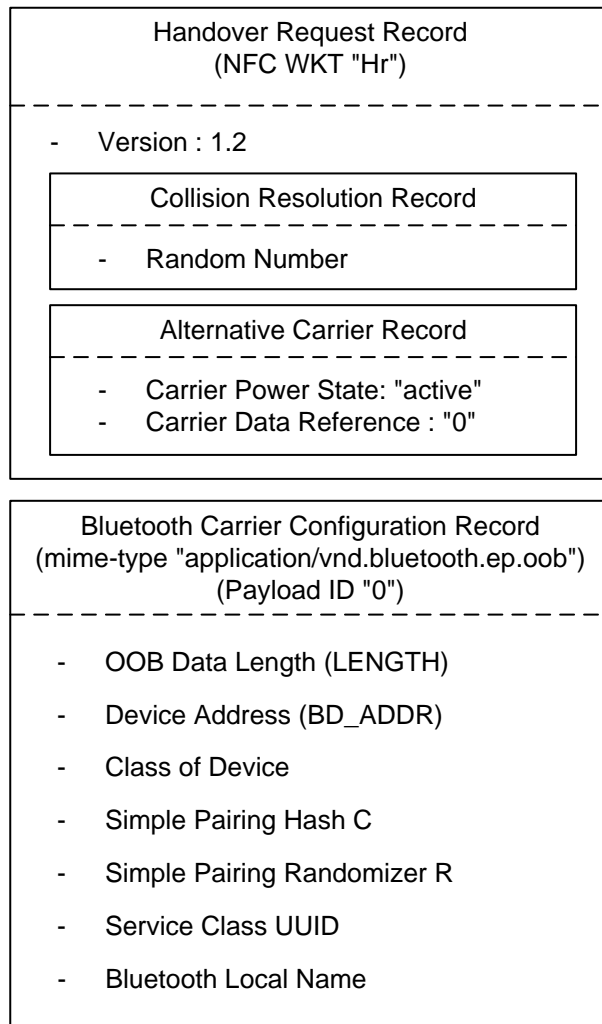 Handover Request Record
(NFC WKT "Hr")
- Version : 1.2
Collision Resolution Record
- Random Number
Alternative Carrier Record
- Carrier Power State: "active"
- Carrier Data Reference : "0"
Bluetooth Carrier Configuration Record
(mime-type "application/vnd.bluetooth.ep.oob")
(Payload ID "0")
- OOB Data Length (LENGTH)
- Device Address (BD_ADDR)
- Class of Device
- Simple Pairing Hash C
- Simple Pairing Randomizer R
- Service Class UUID
- Bluetooth Local Name